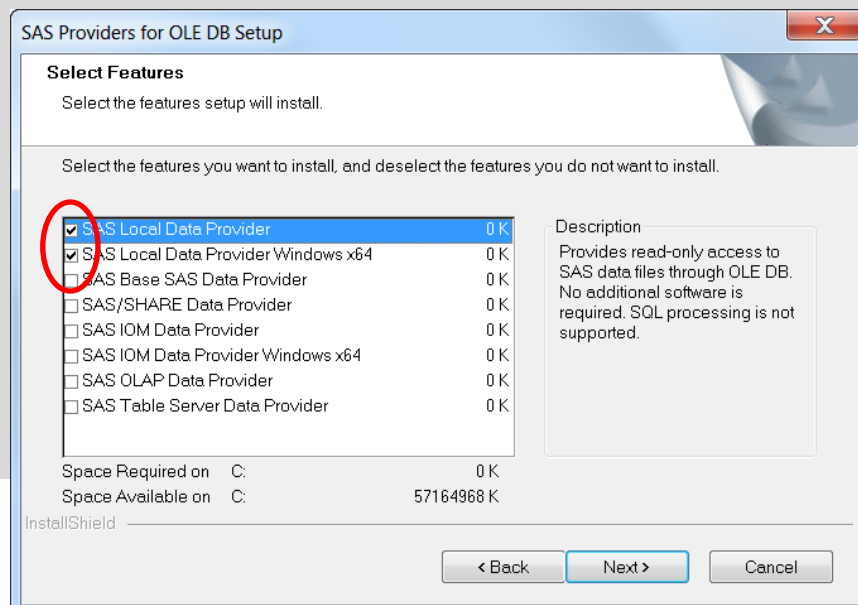 SAS Providers for OLE DB Setup
Select Features
Select the features setup will install.
Select the features you want to install, and deselect the features you do not want to install.
SAS Local Data Provider 0 K
SAS Local Data Provider Windows x64 0 K
SAS Base SAS Data Provider 0 K
SAS/SHARE Data Provider 0 K
SAS IOM Data Provider 0 K
SAS IOM Data Provider Windows x64 0 K
SAS OLAP Data Provider 0 K
SAS Table Server Data Provider 0 K
Description
Provides read-only access to
SAS data files through OLE DB.
No additional software is
required. SQL processing is not
supported.
Space Required on C: 0 K
Space Available on C: 57164968 K
InstallShield
< Back Next > Cancel